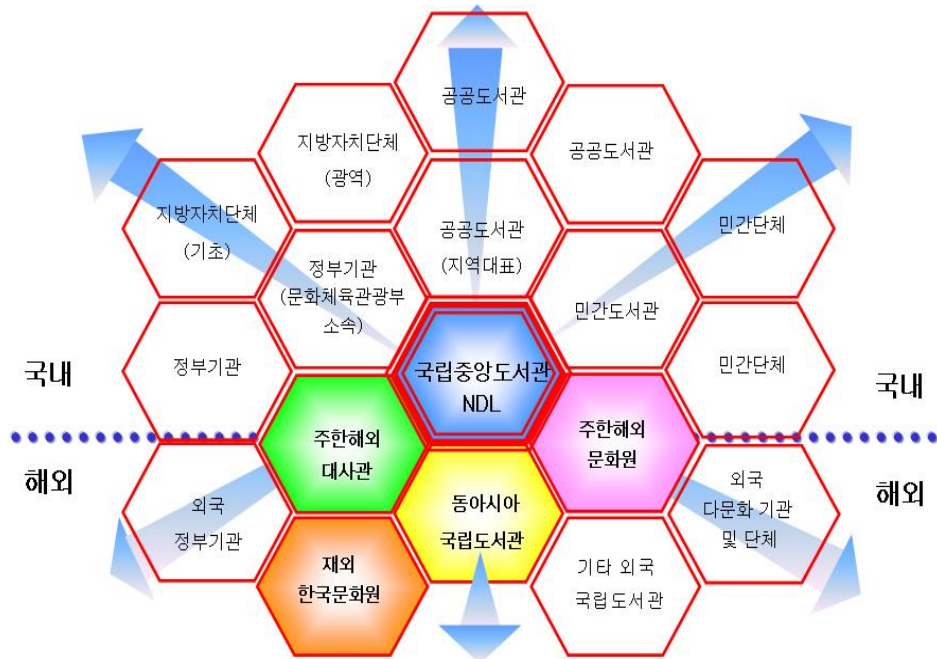 공공도서관
지방자치단체
(광역)
공공도서관
지방자치단체
(기초)
공공도서관
(지역대표)
민간단체
정부기관
(문화체육관광부
소속)
민간도서관
국내
정부기관
국립중앙도서관
NDL
민간단체
국내
주한해외
대사관
주한해외
문화원
해외
외국
정부기관
동아시아
국립도서관
외국
다문화 기관
및 단체
해외
재외
한국문화원
기타 외국
국립도서관